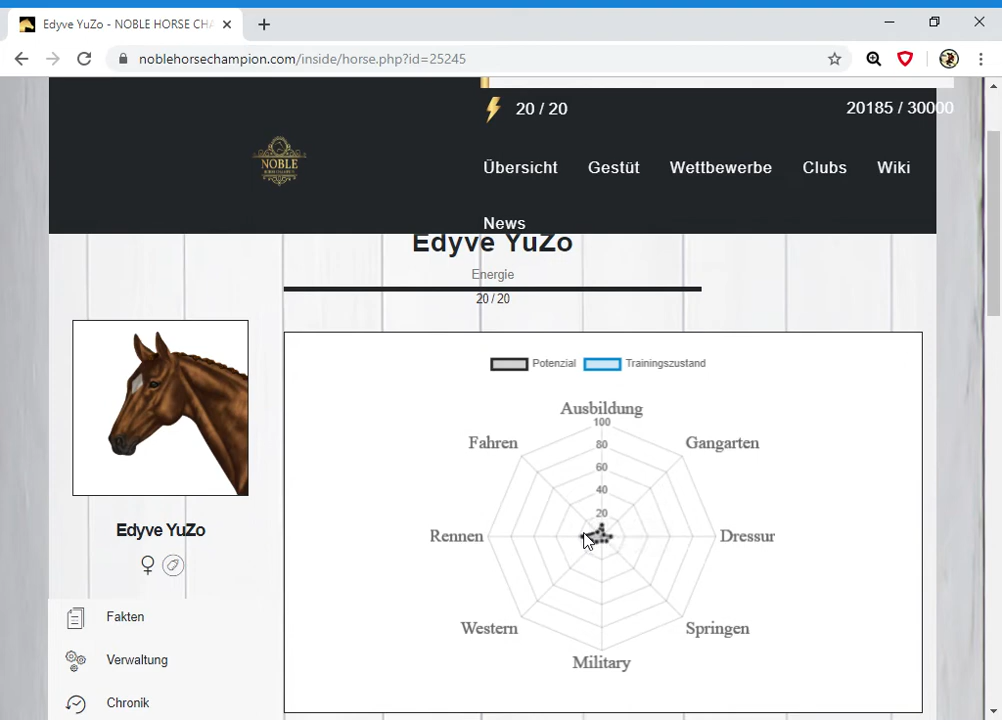 Edyve YuZo - NOBLE HORSE CHA
noblehorsechampion.com/inside/horse.php?id=25245
20 / 20
20185 / 30000
NOBLE
Übersicht
Gestüt
Wettbewerbe
Clubs
Wiki
News
Edyve YuZo
Energie
20 / 20
Potenzial
Trainingszustand
Ausbildung
100
80
60
40
20
Fahren
Gangarten
Rennen
Dressur
Western
Springen
Military
Edyve YuZo
Fakten
Verwaltung
Chronik